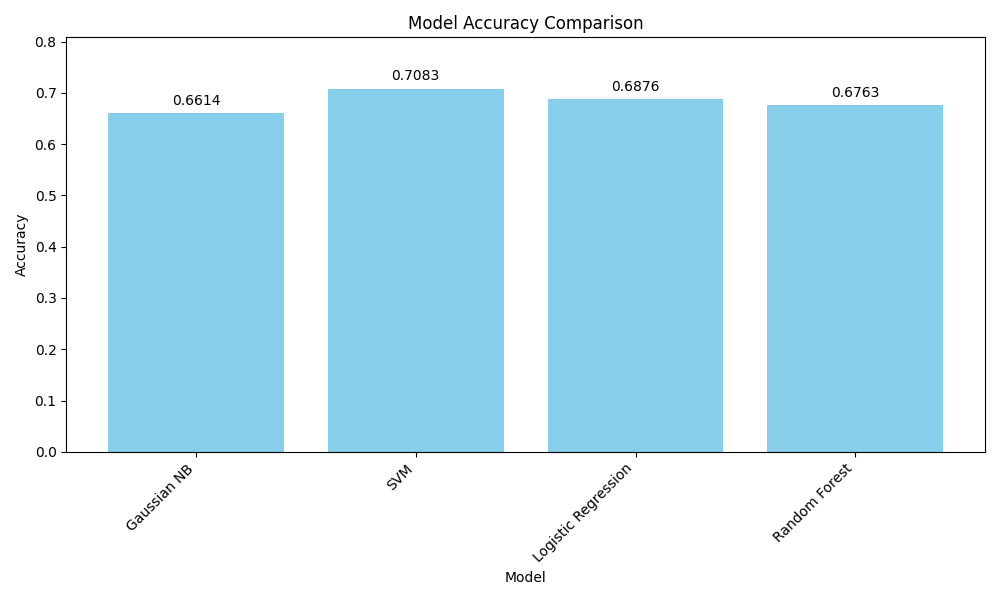 Model Accuracy Comparison
0.8
0.7
0.6
0.5
0.4
0.3
0.2
0.1
0.0
Accuracy
0.6614
0.7083
0.6876
0.6763
Gaussian NB
SVM
Logistic Regression
Random Forest
Model